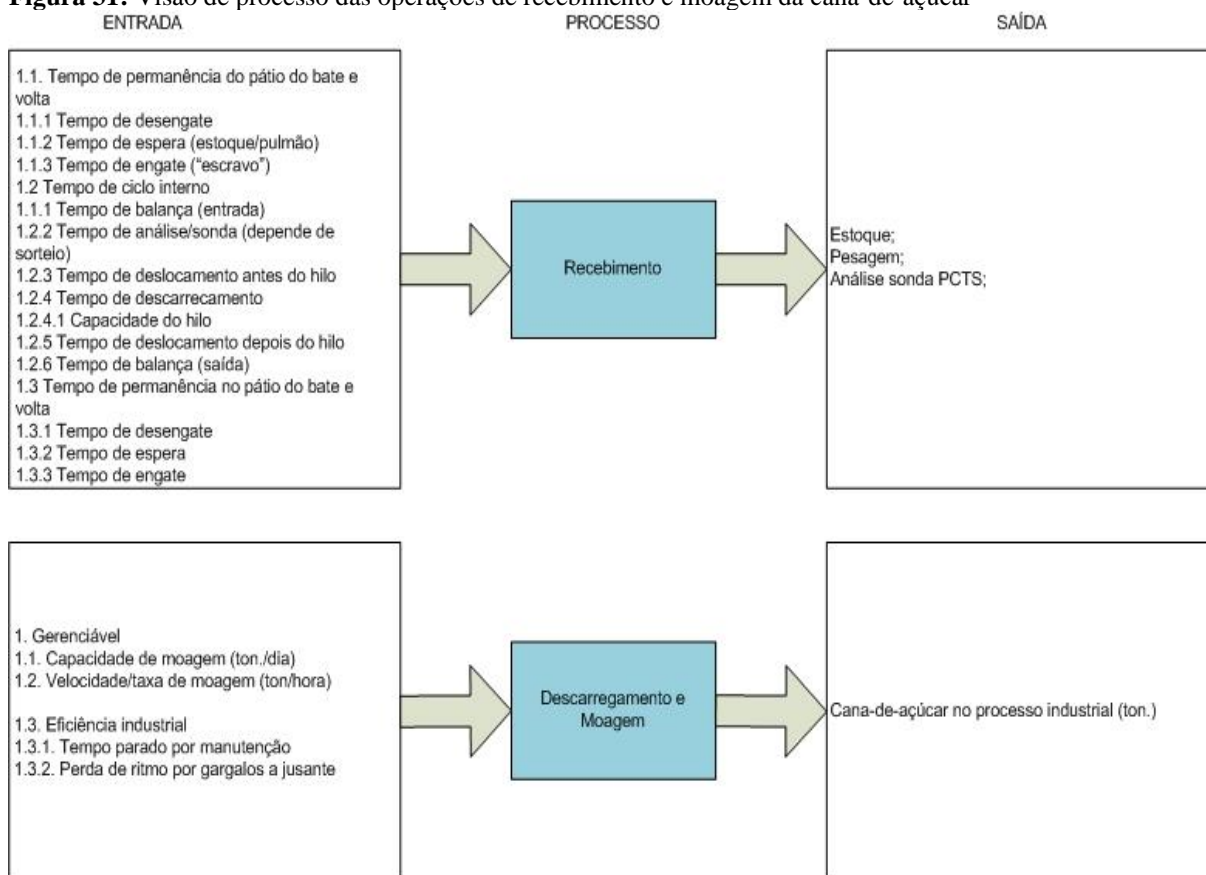 Figura 31: Visão de processo das operações de recebimento e moagem da cana-de-açúcar
ENTRADA
PROCESSO
SAÍDA
1.1. Tempo de permanência do pátio do bate e
volta
1.1.1 Tempo de desengate
1.1.2 Tempo de espera (estoque/pulmão)
1.1.3 Tempo de engate ("escravo")
1.2 Tempo de ciclo interno
1.1.1 Tempo de balança (entrada)
1.2.2 Tempo de análise/sonda (depende de
sorteio)
1.2.3 Tempo de deslocamento antes do hilo
1.2.4 Tempo de descarrecamento
1.2.4.1 Capacidade do hilo
1.2.5 Tempo de deslocamento depois do hilo
1.2.6 Tempo de balança (saída)
1.3 Tempo de permanência no pátio do bate e
volta
1.3.1 Tempo de desengate
1.3.2 Tempo de espera
1.3.3 Tempo de engate
Recebimento
Estoque;
Pesagem;
Análise sonda PCTS;
1. Gerenciável
1.1. Capacidade de moagem (ton./dia)
1.2. Velocidade/taxa de moagem (ton/hora)
1.3. Eficiência industrial
1.3.1. Tempo parado por manutenção
1.3.2. Perda de ritmo por gargalos a jusante
Descarregamento e
Moagem
Cana-de-açúcar no processo industrial (ton.)